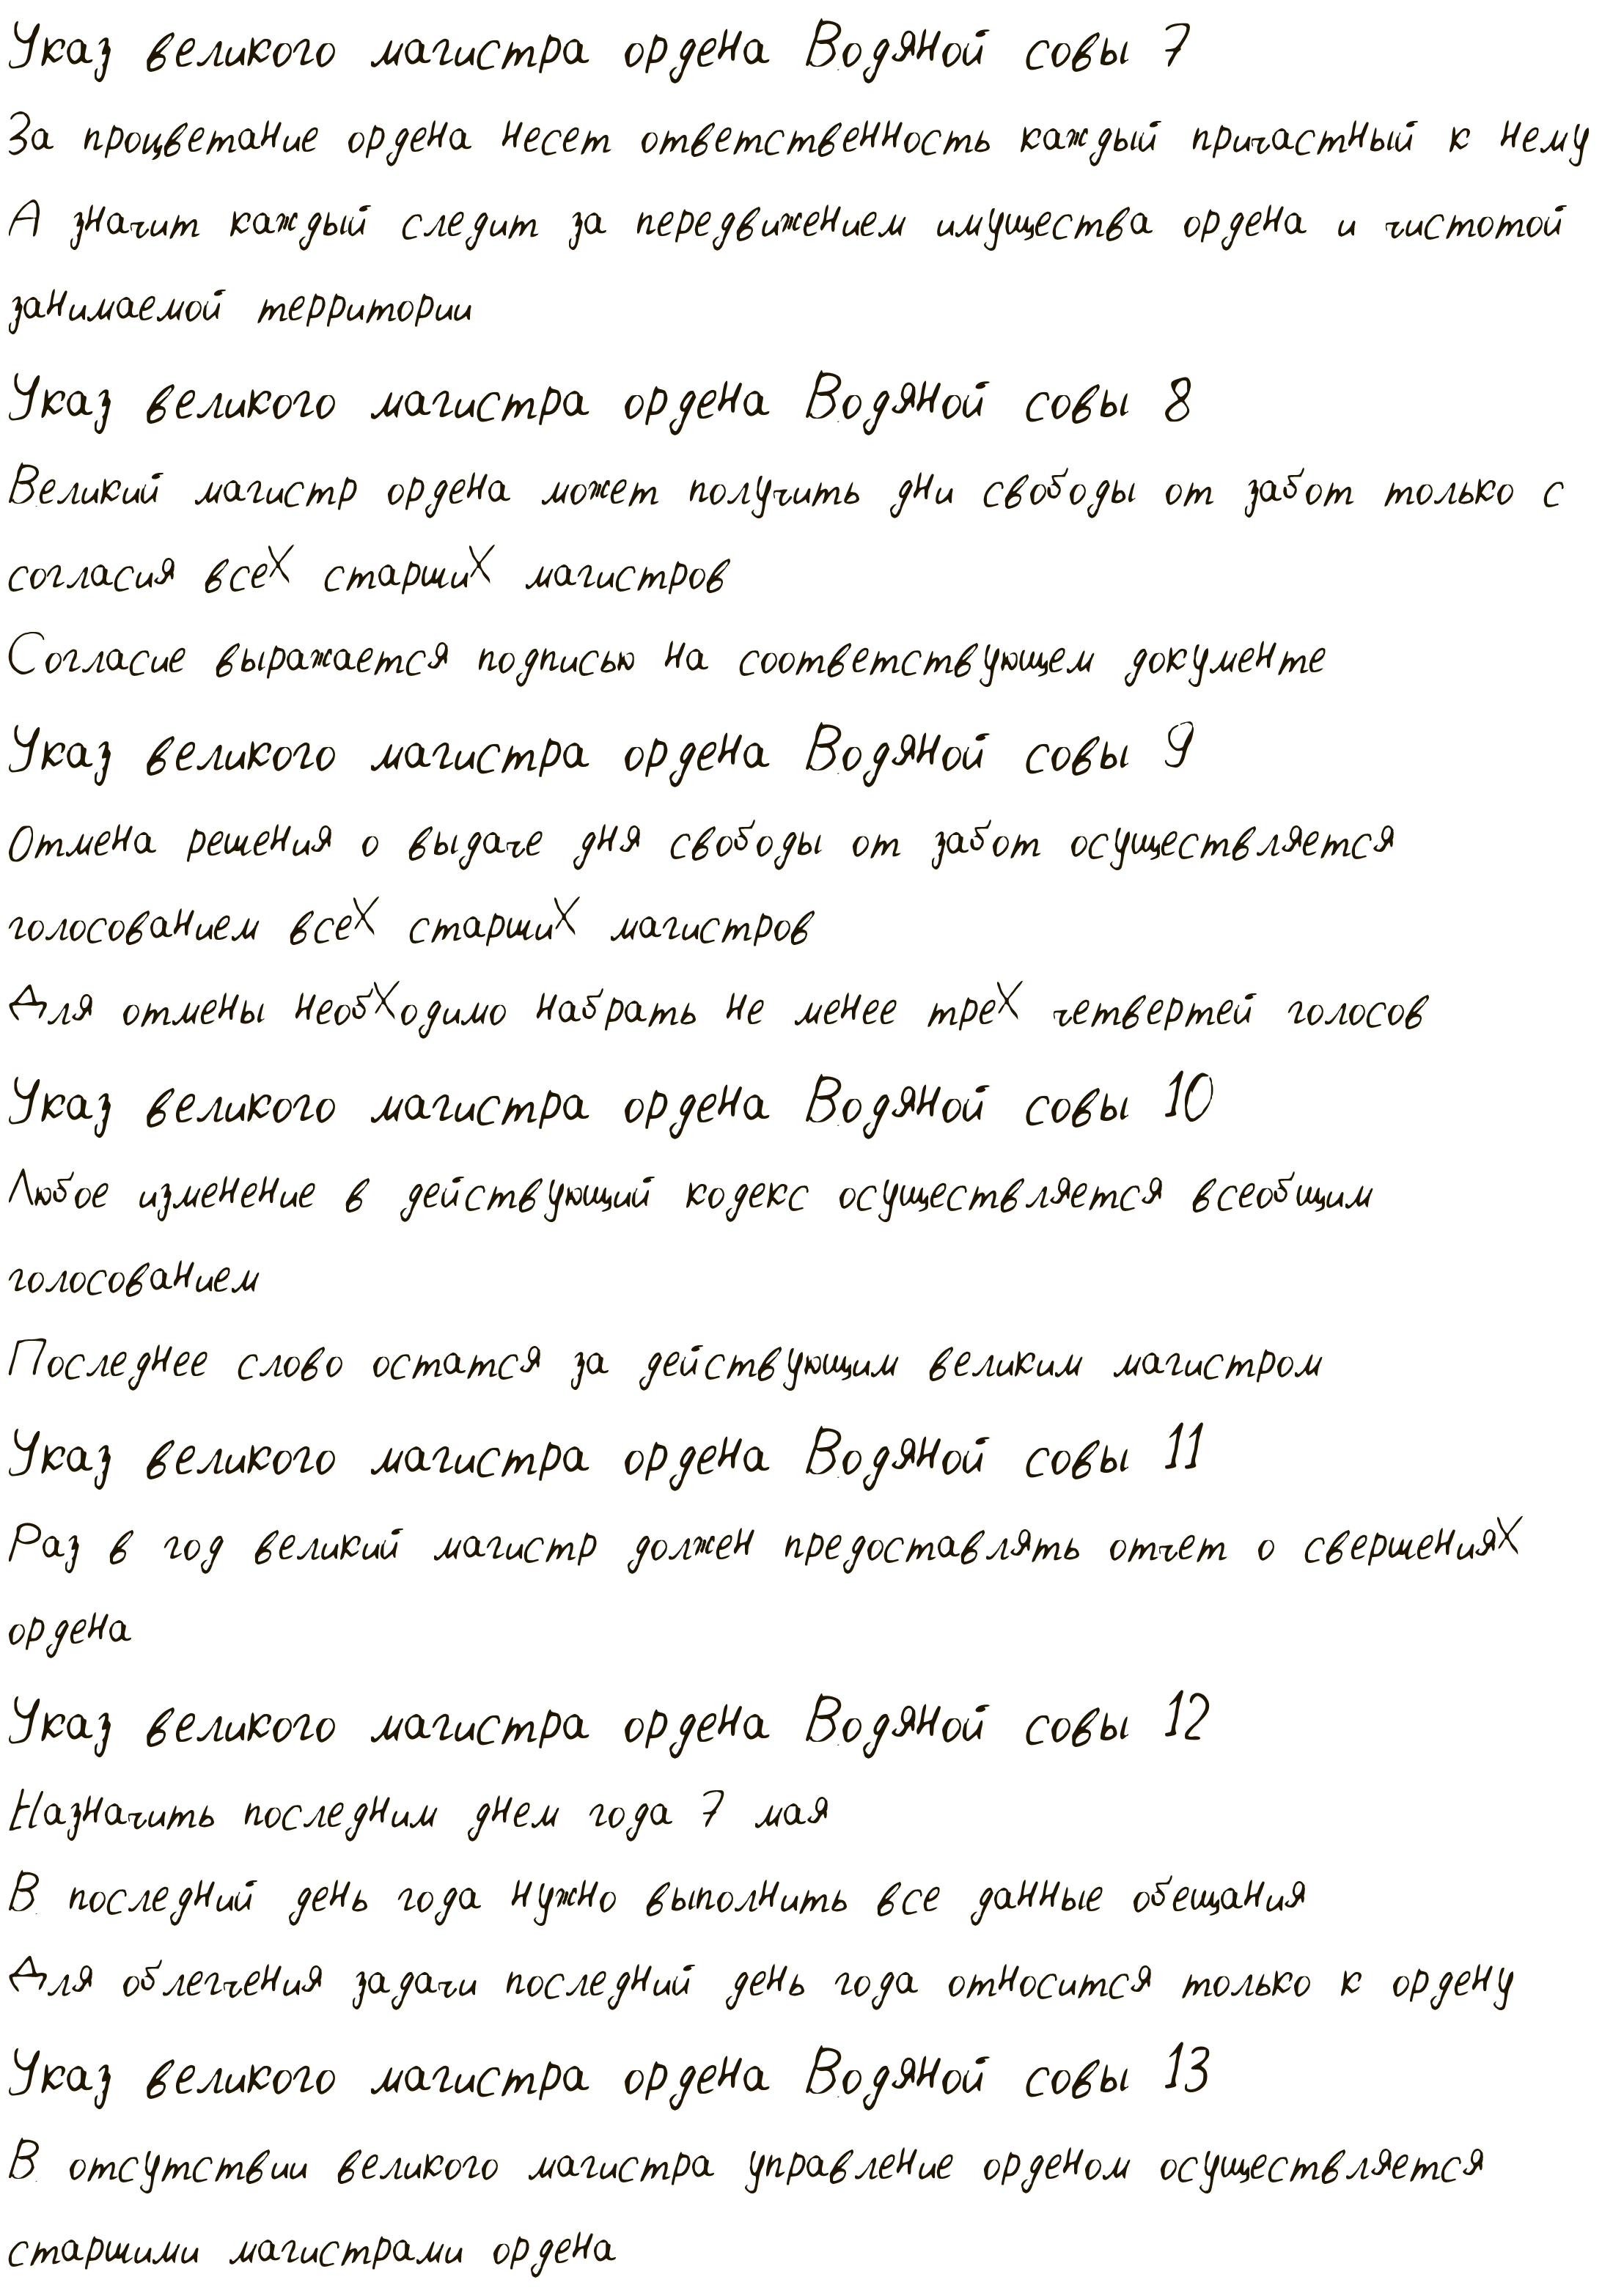 Указ великого магистра ордена Водяной совы 7
За процветание ордена несет ответственность каждый причастный к нему
А значит каждый следит за передвижением имущества ордена и чистотой
занимаемой территории
Указ великого магистра ордена Водяной совы 8
Великий магистр ордена может получить дни свободы от забот только с
согласия всех старших магистров
Согласие выражается подписью на соответствующем документе
Указ великого магистра ордена Водяной совы 9
Отмена решения о выдаче дня свободы от забот осуществляется
голосованием всех старших магистров
Для отмены необходимо набрать не менее трех четвертей голосов
Указ великого магистра ордена Водяной совы 10
Любое изменение в действующий кодекс осуществляется всеобщим
голосованием
Последнее слово остатся за действующим великим магистром
Указ великого магистра ордена Водяной совы 11
Раз в год великий магистр должен предоставлять отчет о свершениях
ордена
Указ великого магистра ордена Водяной совы 12
Назначить последним днем года 7 мая
В последний день года нужно выполнить все данные обещания
Для облегчения задачи последний день года относится только к ордену
Указ великого магистра ордена Водяной совы 13
В отсутствии великого магистра управление орденом осуществляется
старшими магистрами ордена